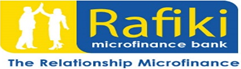 Rafiki
microfinance bank
The Relationship Microfinance